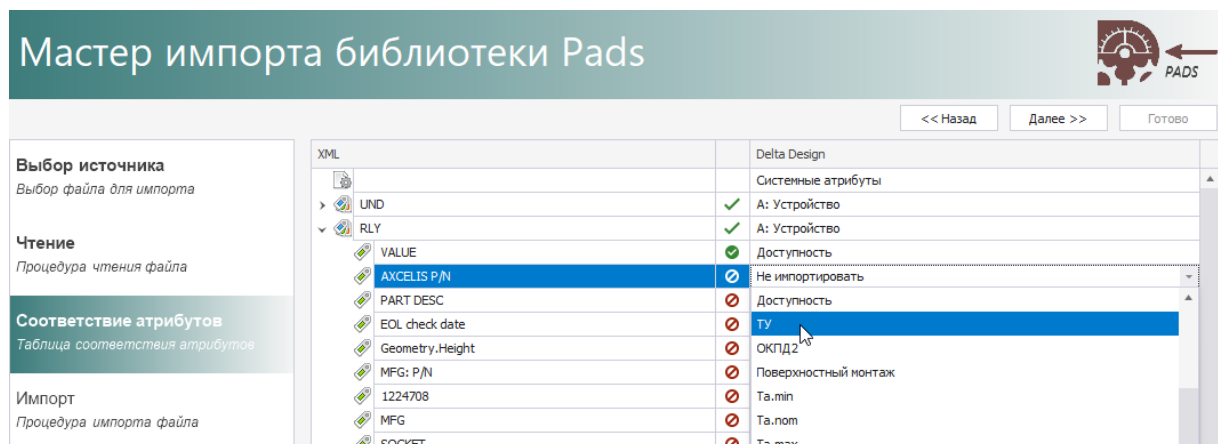 Мастер импорта библиотеки Pads
PADS
<< Назад Далее >> Готово
Выбор источника
Выбор файла для импорта
Чтение
Процедура чтения файла
Соответствие атрибутов
Таблица соответствия атрибутов
Импорт
Процедура импорта файла
XML Delta Design
Системные атрибуты
UND А: Устройство
RLY А: Устройство
VALUE Доступность
AXCELIS P/N Не импортировать
PART DESC Доступность
EOL check date ТУ
Geometry.Height ОКПД2
MFG: P/N Поверхностный монтаж
1224708 Ta.min
MFG Ta.nom
SOCKET Ta.max